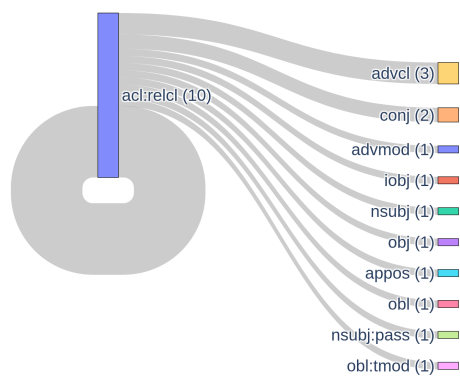 advcl (3)
acl:relcl (10)
conj (2)
advmod (1)
iobj (1)
nsubj (1)
obj (1)
appos (1)
obl (1)
nsubj:pass (1)
obl:tmod (1)